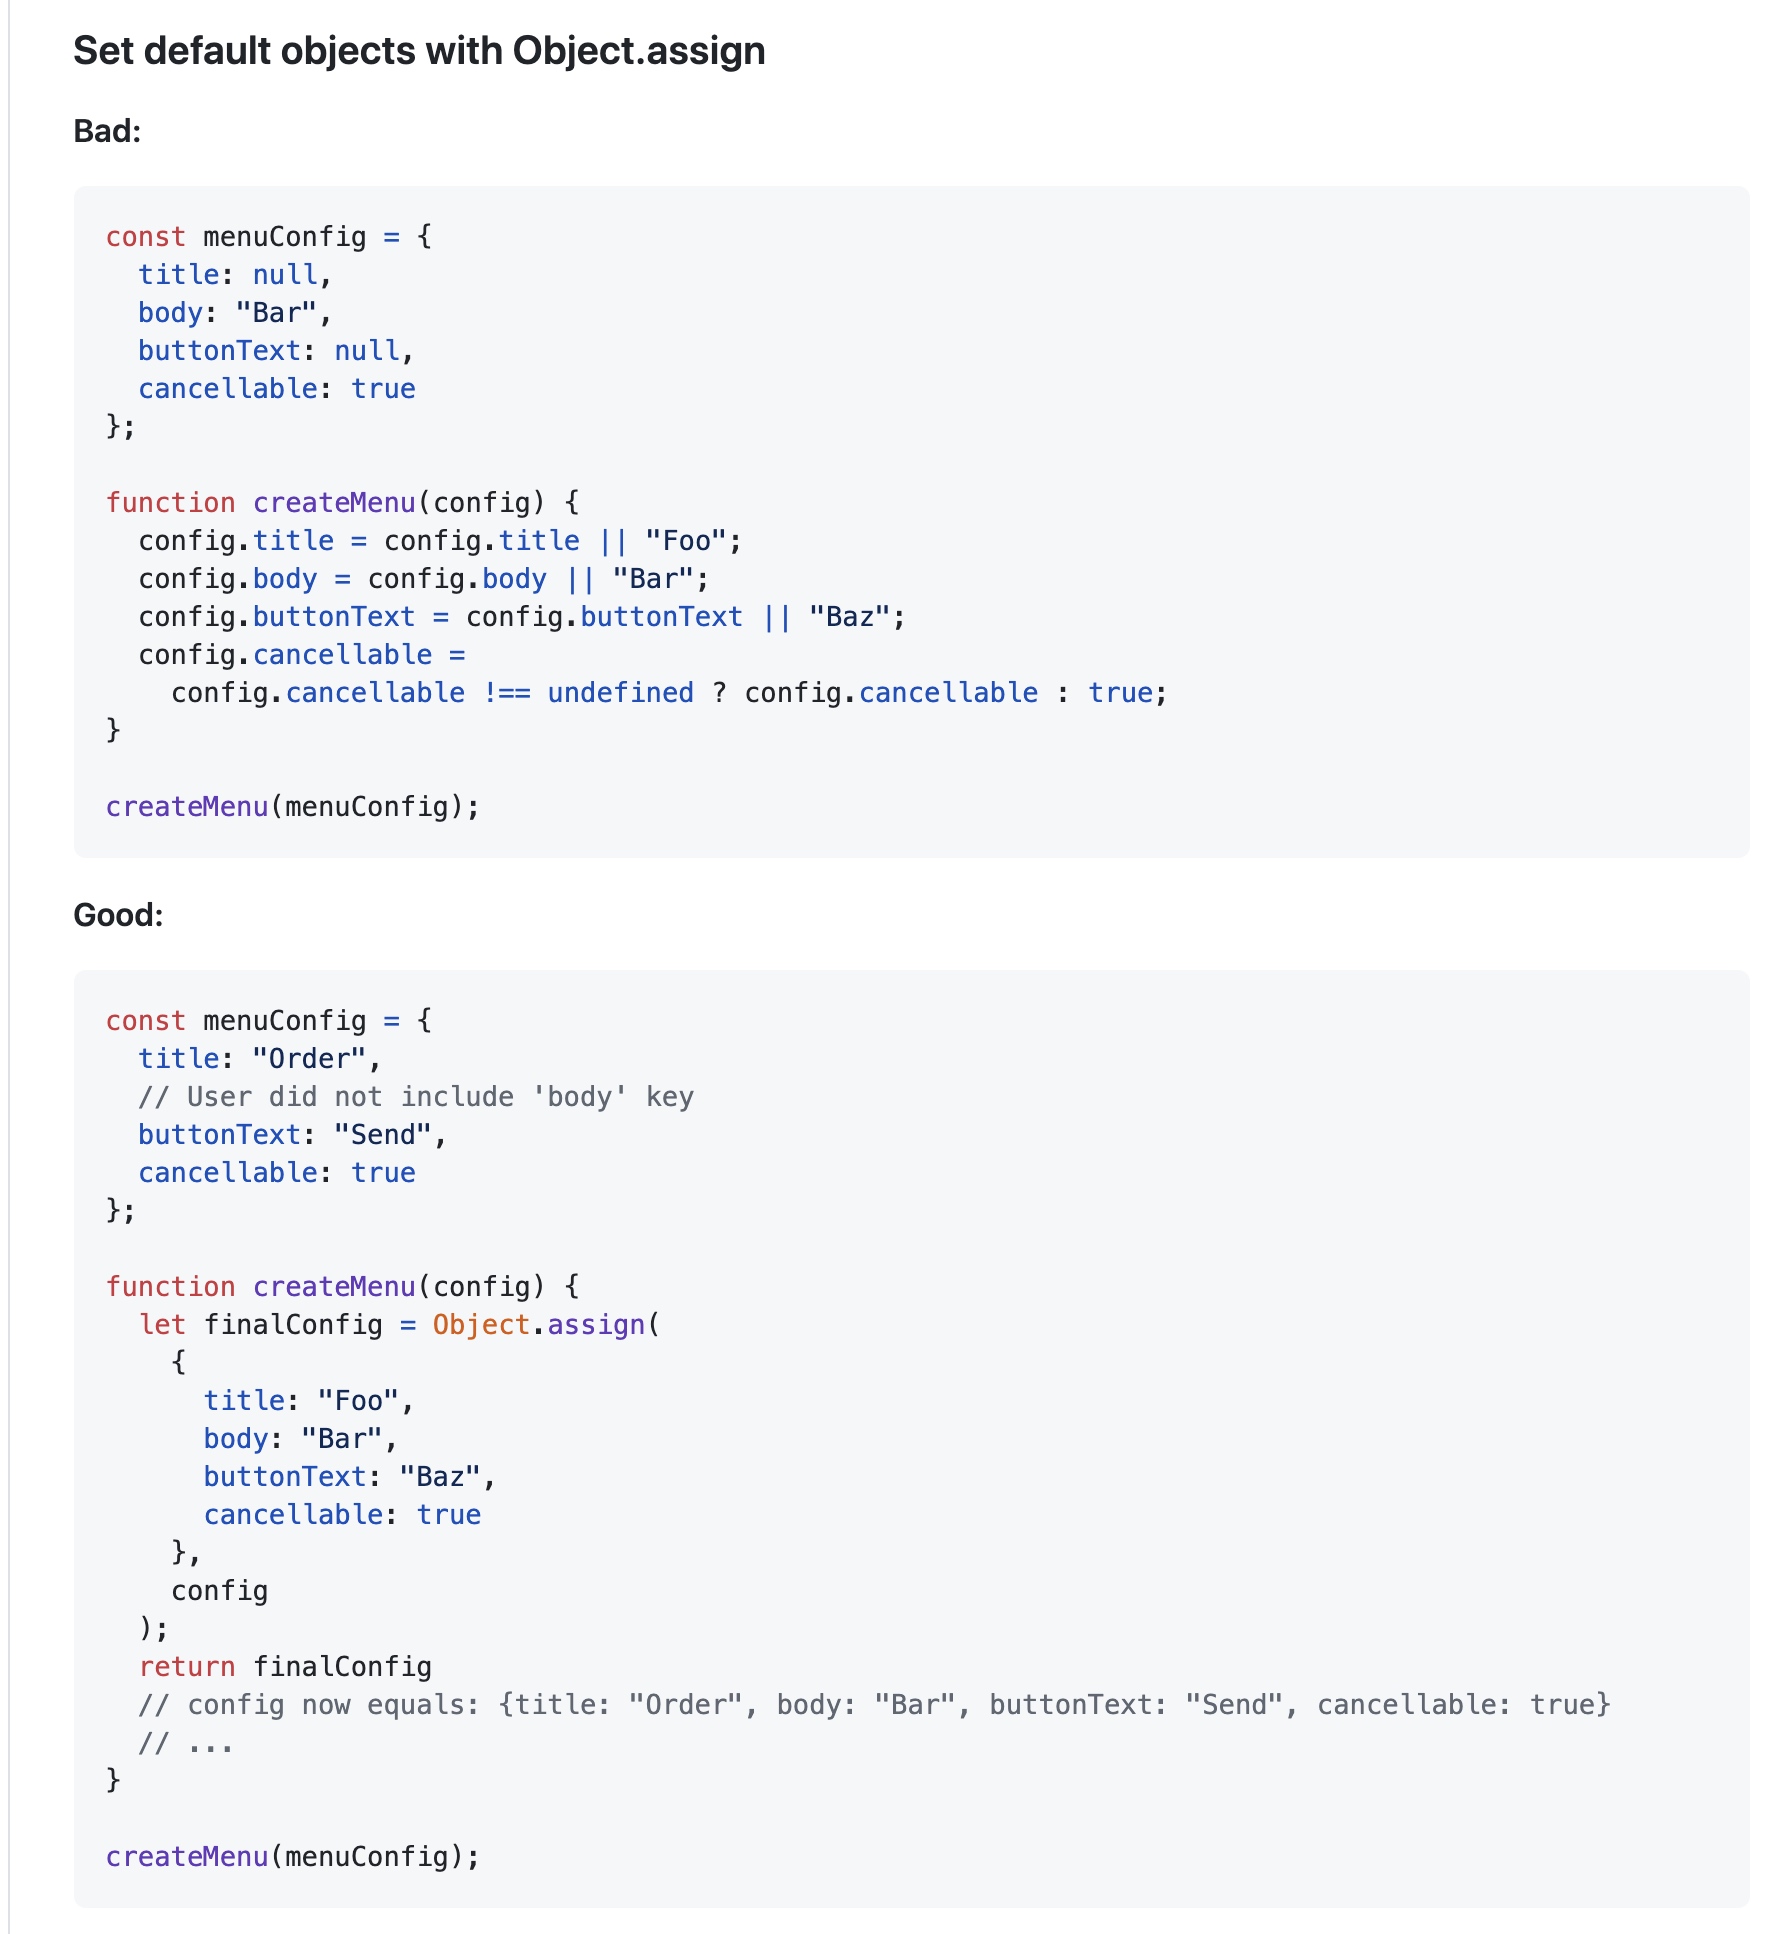 Set default objects with Object.assign
Bad:
const menuConfig = {
  title: null,
  body: "Bar",
  buttonText: null,
  cancellable: true
};

function createMenu(config) {
  config.title = config.title || "Foo";
  config.body = config.body || "Bar";
  config.buttonText = config.buttonText || "Baz";
  config.cancellable =
    config.cancellable !== undefined ? config.cancellable : true;
}

createMenu(menuConfig);
Good:
const menuConfig = {
  title: "Order",
  // User did not include 'body' key
  buttonText: "Send",
  cancellable: true
};

function createMenu(config) {
  let finalConfig = Object.assign(
    {
      title: "Foo",
      body: "Bar",
      buttonText: "Baz",
      cancellable: true
    },
    config
  );
  return finalConfig
  // config now equals: {title: "Order", body: "Bar", buttonText: "Send", cancellable: true}
  // ...
}

createMenu(menuConfig);